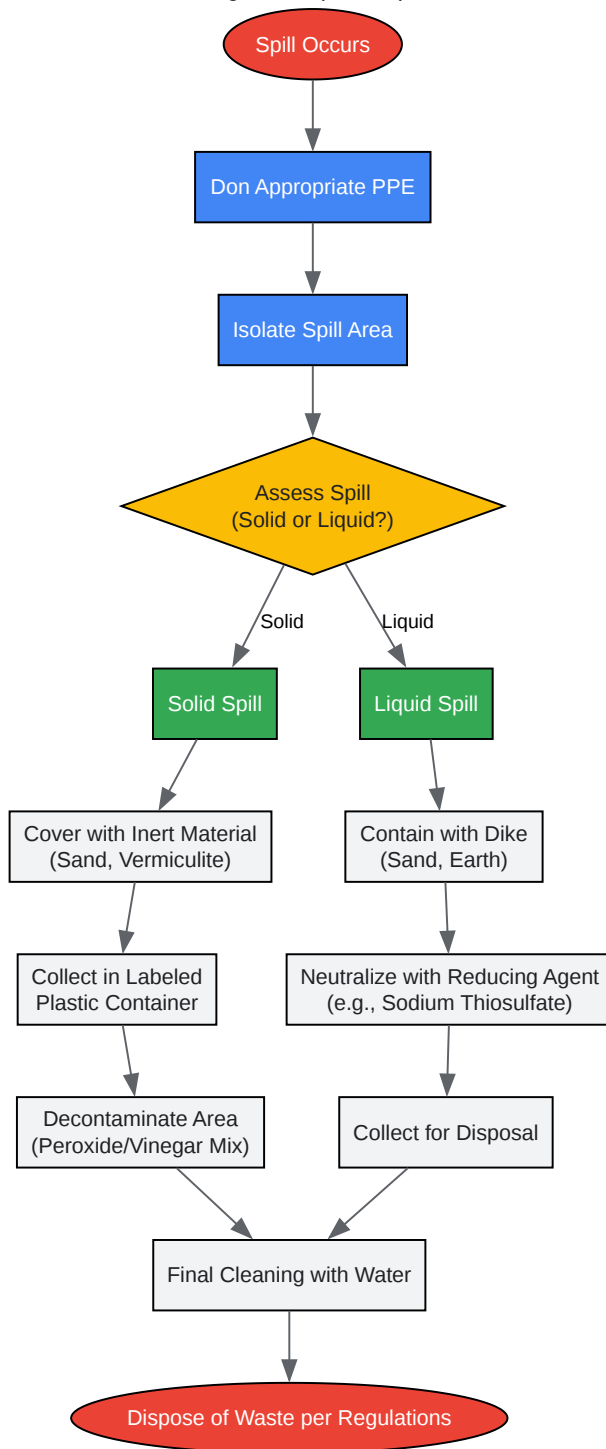 Spill Occurs
Don Appropriate PPE
Isolate Spill Area
Assess Spill
(Solid or Liquid?)
Solid
Liquid
Solid Spill
Liquid Spill
Cover with Inert Material
(Sand, Vermiculite)
Contain with Dike
(Sand, Earth)
Collect in Labeled
Plastic Container
Neutralize with Reducing Agent
(e.g., Sodium Thiosulfate)
Decontaminate Area
(Peroxide/Vinegar Mix)
Collect for Disposal
Final Cleaning with Water
Dispose of Waste per Regulations